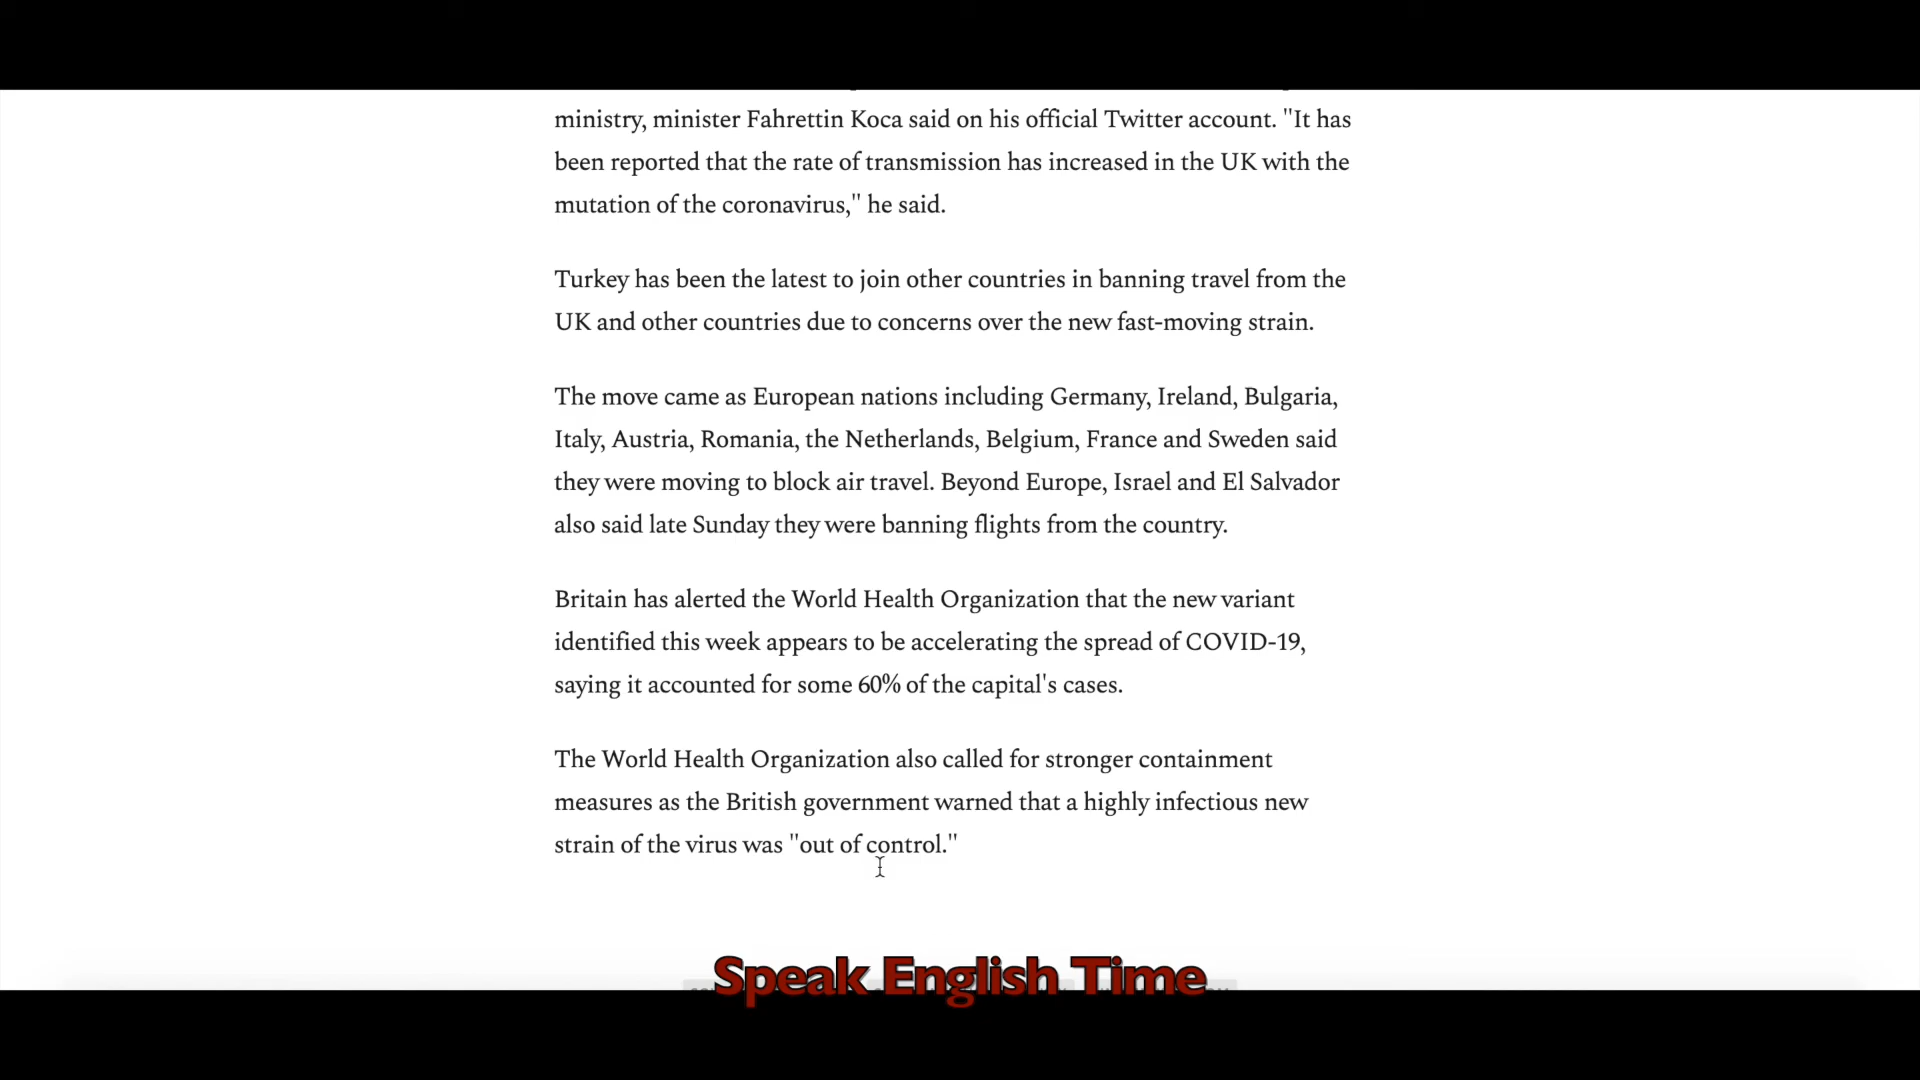 ministry, minister Fahrettin Koca said on his official Twitter account. "It has
been reported that the rate of transmission has increased in the UK with the
mutation of the coronavirus," he said.
Turkey has been the latest to join other countries in banning travel from the
UK and other countries due to concerns over the new fast-moving strain.
The move came as European nations including Germany, Ireland, Bulgaria,
Italy, Austria, Romania, the Netherlands, Belgium, France and Sweden said
they were moving to block air travel. Beyond Europe, Israel and El Salvador
also said late Sunday they were banning flights from the country.
Britain has alerted the World Health Organization that the new variant
identified this week appears to be accelerating the spread of COVID-19,
saying it accounted for some 60% of the capital's cases.
The World Health Organization also called for stronger containment
measures as the British government warned that a highly infectious new
strain of the virus was "out of control."
Speak English Time